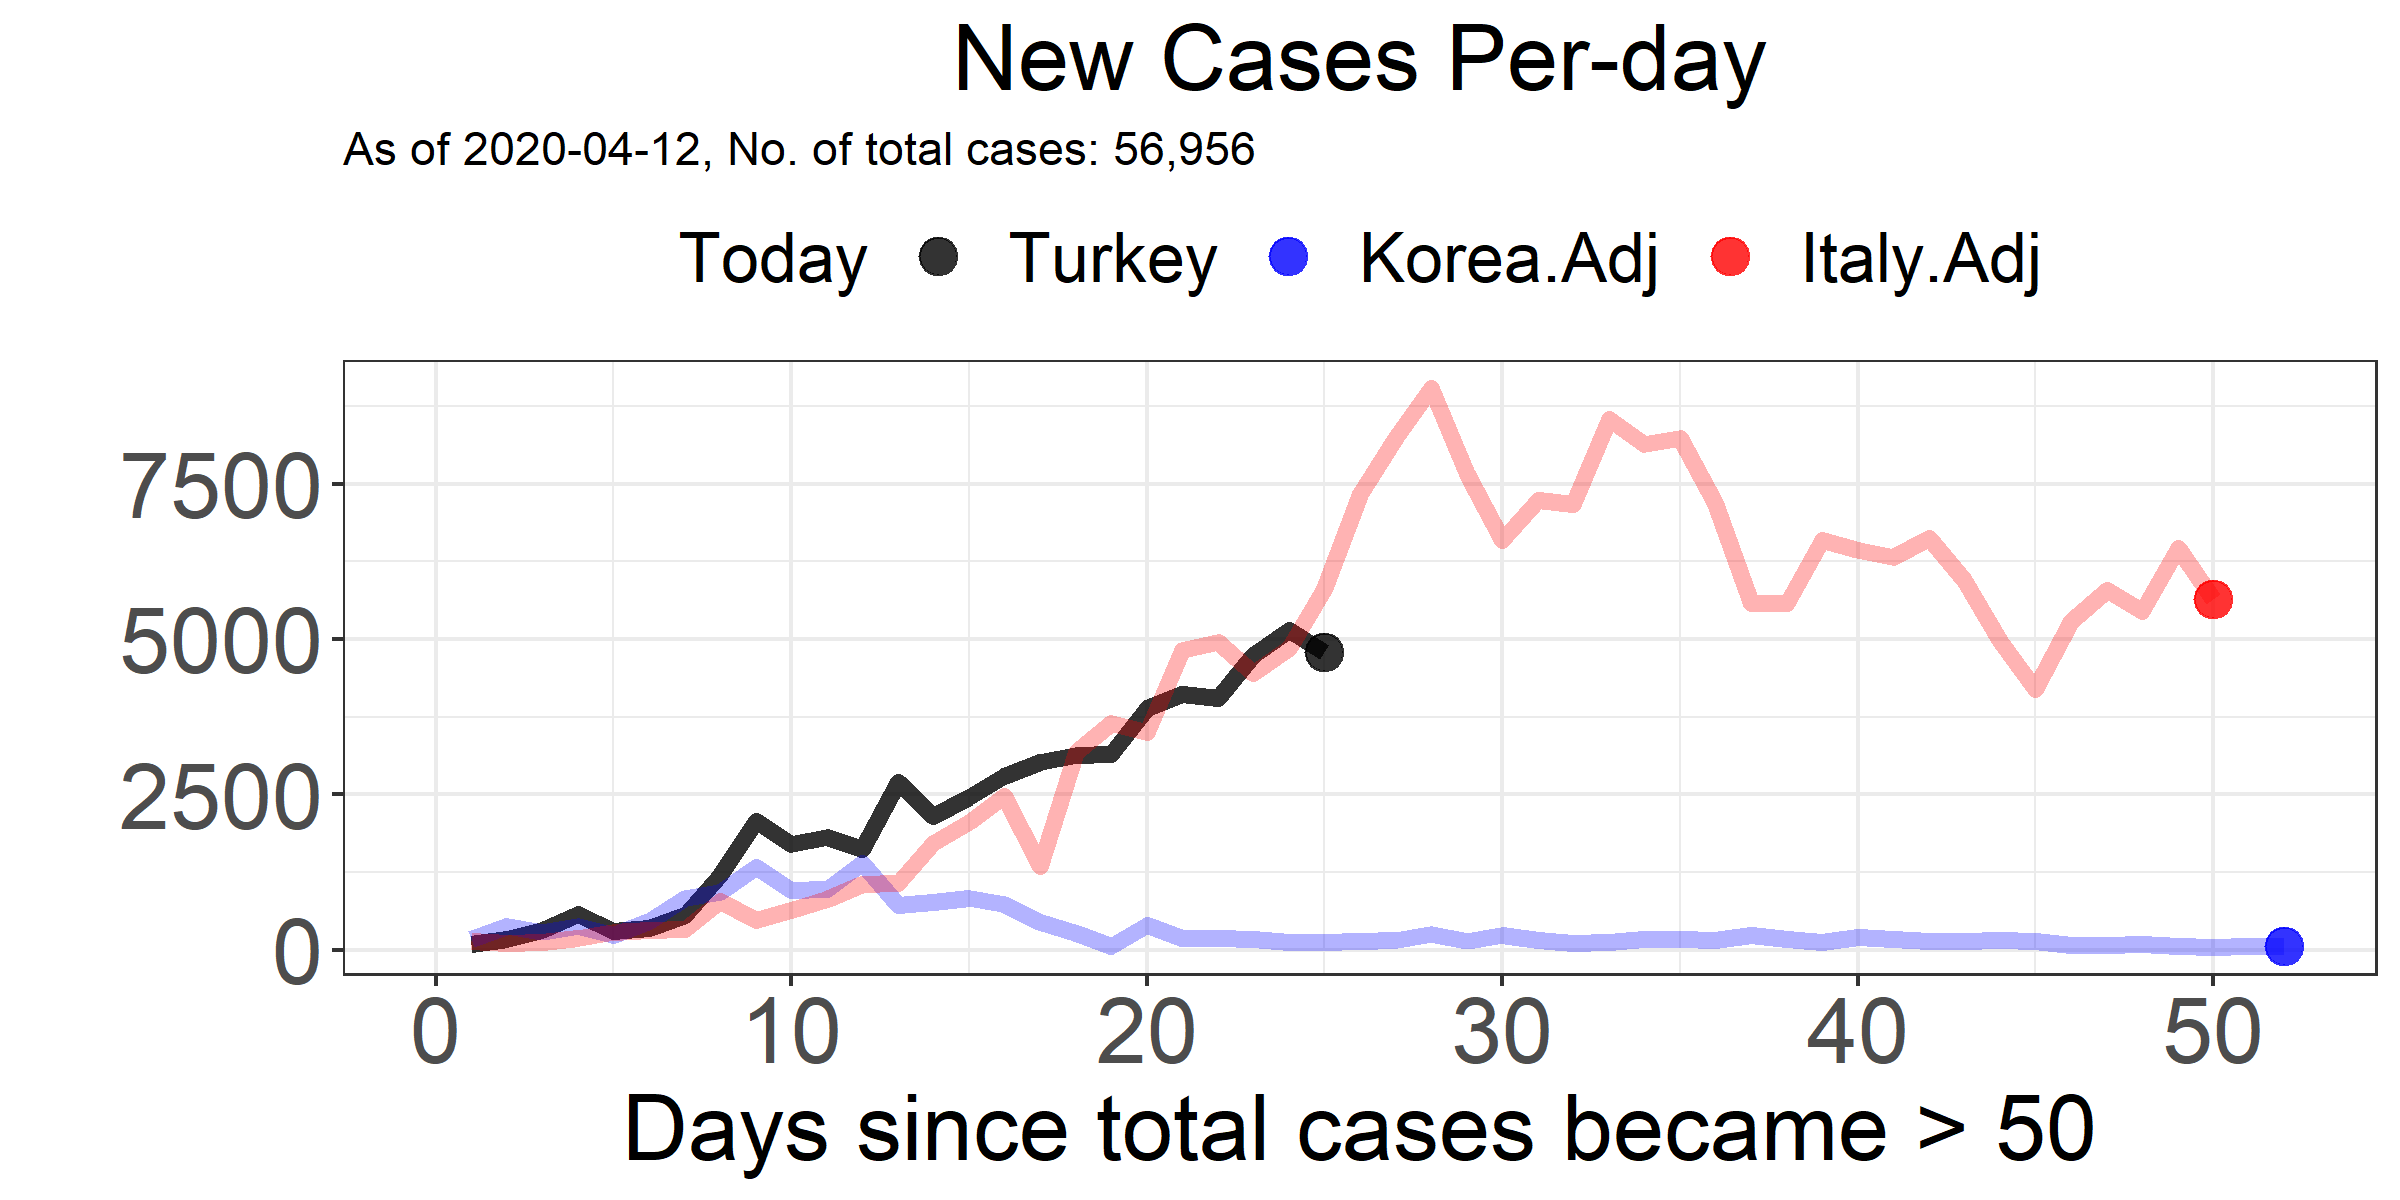 New Cases Per-day
As of 2020-04-12, No. of total cases: 56,956
Today Turkey Korea.Adj Italy.Adj
7500
5000
2500
0
0 10 20 30 40 50
Days since total cases became > 50